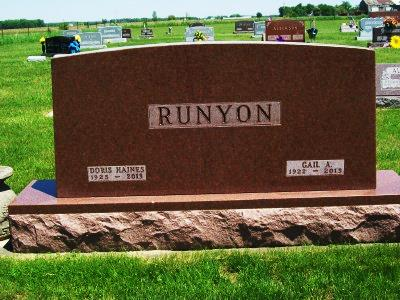 RUNYON
DORIS HAINES
1925 - 2013
GAIL A.
1922 - 2013